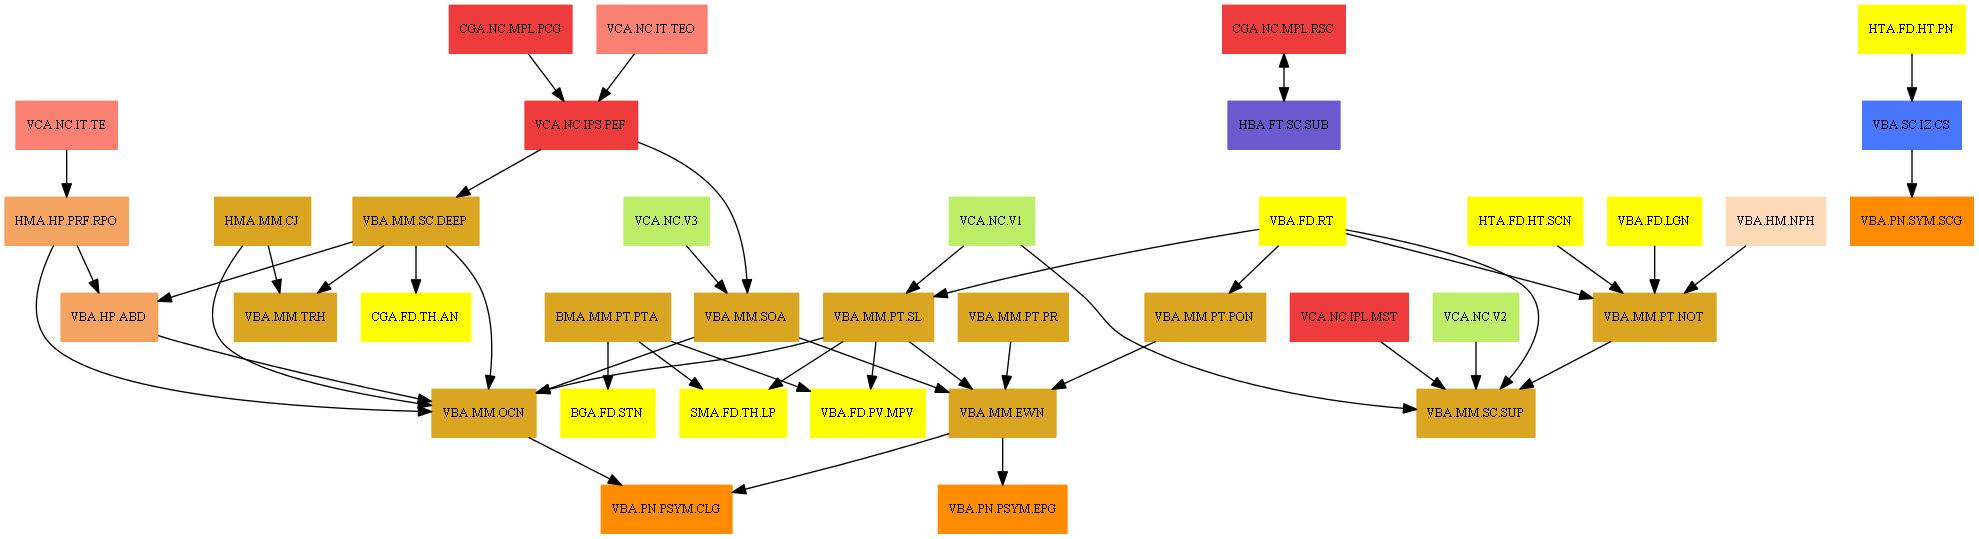 CGA.NC.MPL.PCG
VCA.NC.IT.TEO
CGA.NC.MPL.RSC
HTA.FD.HT.PN
VCA.NC.IT.TE
VCA.NC.IPS.PEF
HBA.FT.SC.SUB
VBA.SC.IZ.CS
HMA.HP.PRF.RPO
HMA.MM.CJ
VBA.MM.SC.DEEP
VCA.NC.V3
VCA.NC.V1
VBA.FD.RT
HTA.FD.HT.SCN
VBA.FD.LGN
VBA.HM.NPH
VBA.PN.SYM.SCG
VBA.HP.ABD
VBA.MM.TRH
CGA.FD.TH.AN
BMA.MM.PT.PTA
VBA.MM.SOA
VBA.MM.PT.SL
VBA.MM.PT.PR
VBA.MM.PT.PON
VCA.NC.IPL.MST
VCA.NC.V2
VBA.MM.PT.NOT
VBA.MM.OCN
BGA.FD.STN
SMA.FD.TH.LP
VBA.FD.PV.MPV
VBA.MM.EWN
VBA.MM.SC.SUP
VBA.PN.PSYM.CLG
VBA.PN.PSYM.EPG